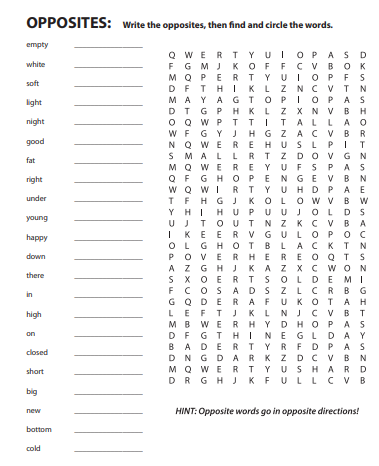 OPPOSITES: Write the opposites, then find and circle the words.
empty
white
soft
light
night
good
fat
right
under
young
happy
down
there
in
high
on
closed
short
big
new
bottom
cold
Q W E R T Y U I O P A S D
F G M J K O F F C V B O K
M Q P E R T Y U I O P F S
D F T H I K L Z N C V T N
M A Y A G T O P I O P A S
D T G P H K L Z X N V B H
O Q W P T T I T A L L A O
W F G Y J H G Z A C V B R
N Q W E R E H U S L P I T
S M A L L R T Z D O V G N
M Q W E R E Y U F S P A S
Q F G H O P E N G E V B N
W Q W I R T Y U H D P A E
T F H G J K O L O W V B W
Y H I H U P U U J O L D S
U J T O U T N Z K C V B A
I K E E R V G U L O P O C
O L G H O T B L A C K T N
P O V E R H E R E O Q T S
A Z G H J K A Z X C W O N
S X O E R T S O L D E M I
F C O S A D S Z L C R B G
G Q D E R A F U K O T A H
L E F T J K L N J C V B T
M B W E R H Y D H O P A S
D F G T H I N E G L D A Y
B A D E R T Y R F D P A S
D N G D A R K Z D C V B N
M Q W E R T Y U S H A R D
D R G H J K F U L L C V B
HINT: Opposite words go in opposite directions!